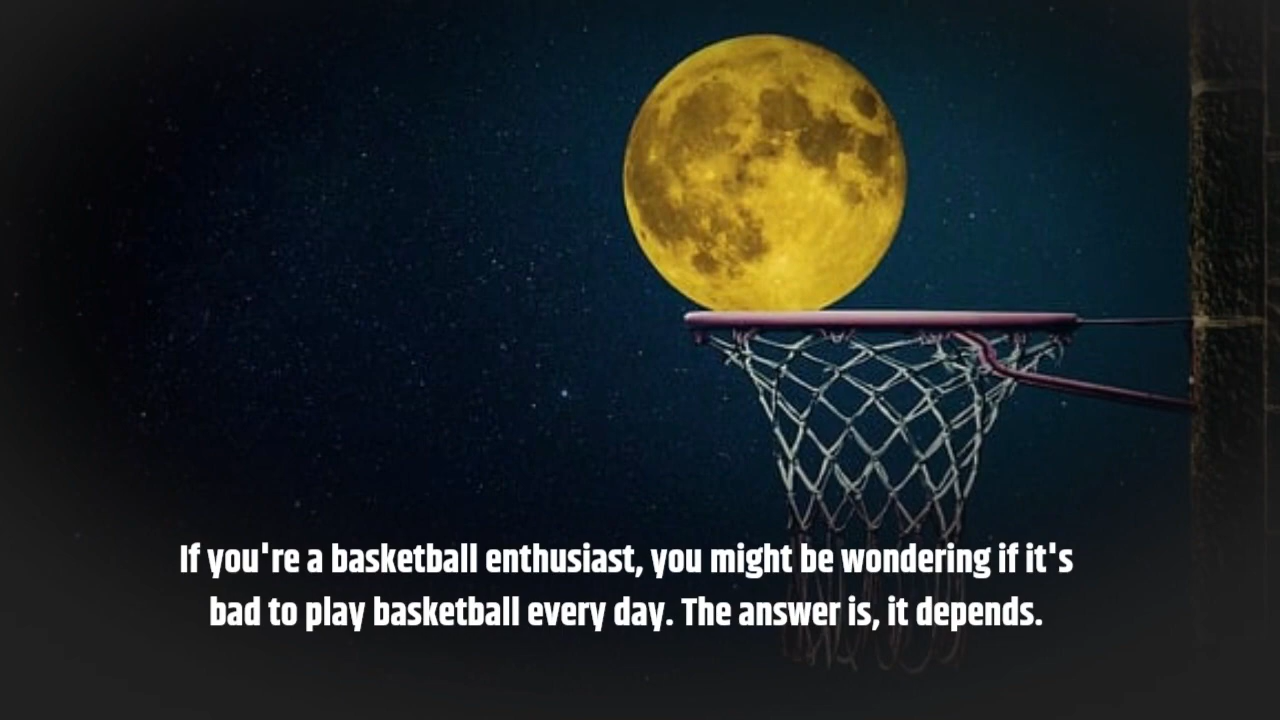 If you're a basketball enthusiast, you might be wondering if it's
bad to play basketball every day. The answer is, it depends.